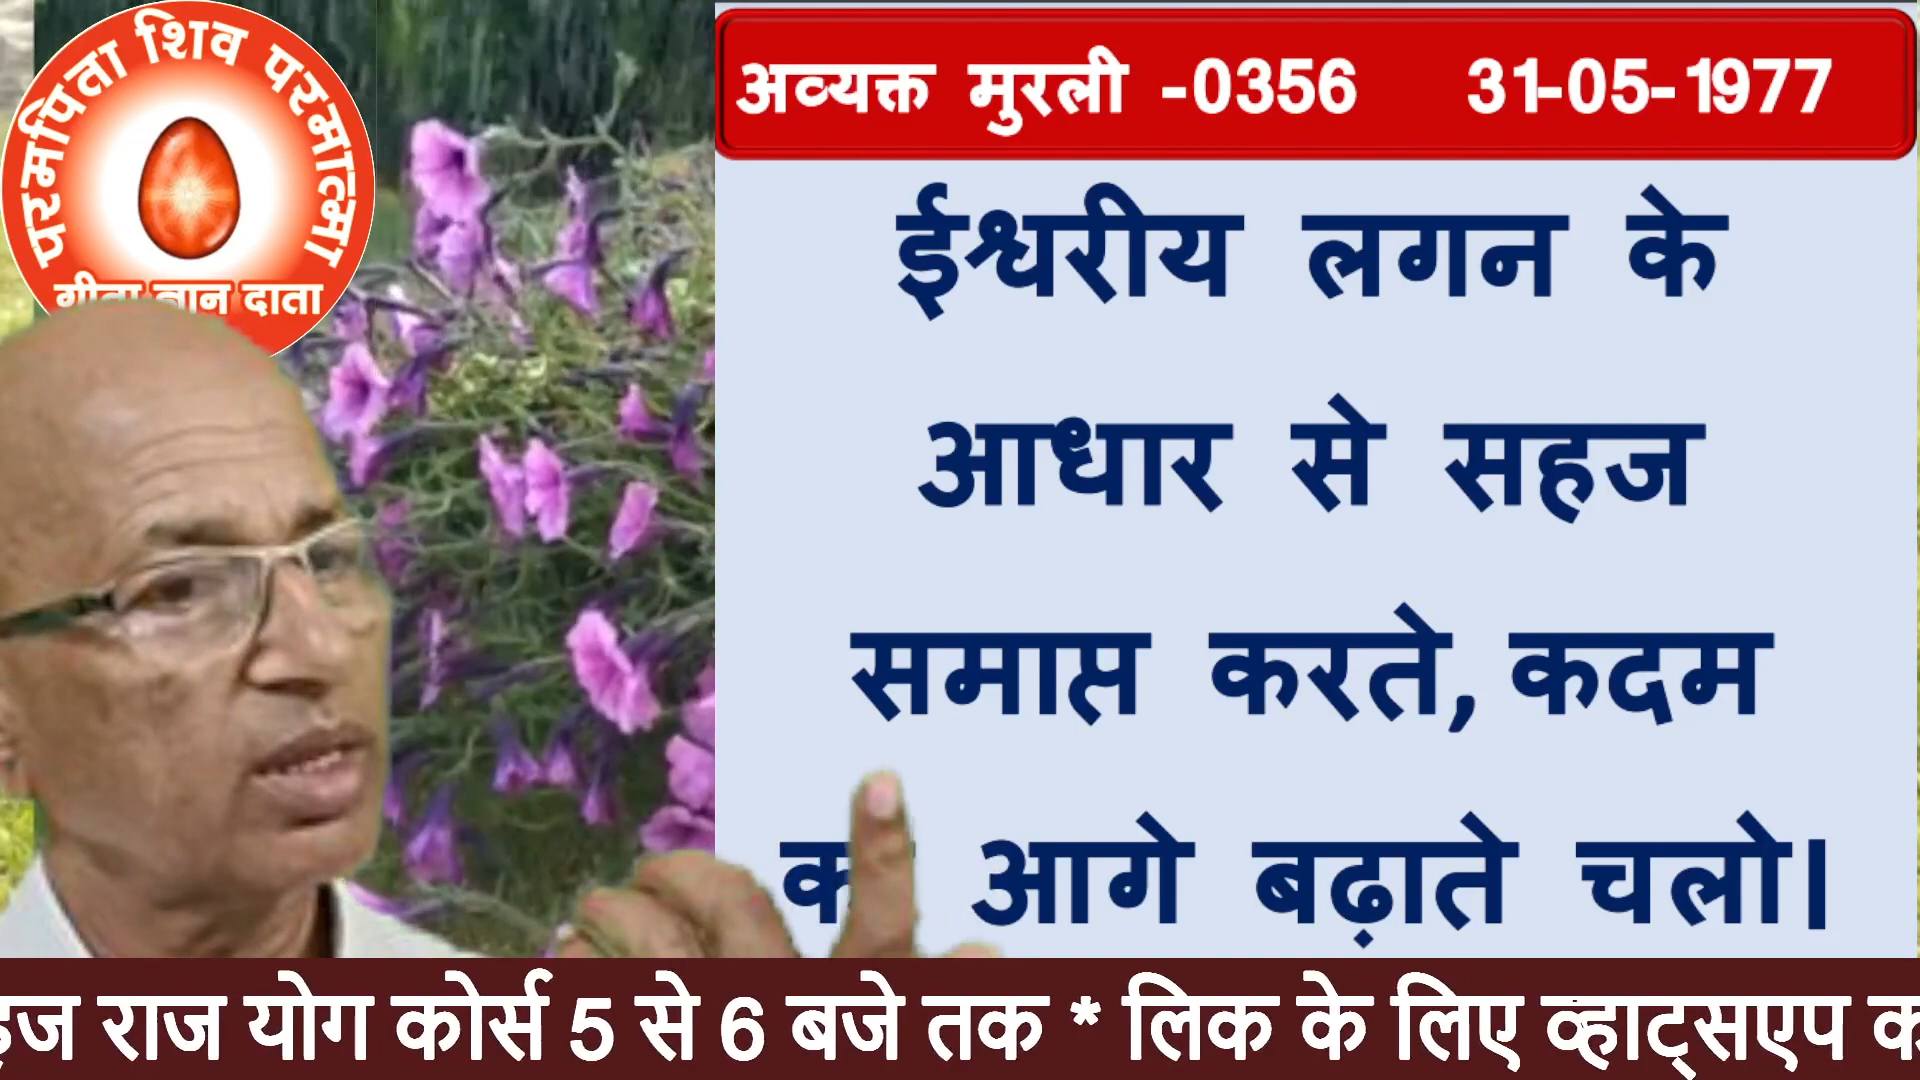 परमपिता शिव परमात्मा
गीता ज्ञान दाता
अव्यक्त मुरली -0356 31-05-1977
ईश्वरीय लगन के
आधार से सहज
समाप्त करते, कदम
आगे बढ़ाते चलो।
राज योग कोर्स 5 से 6 बजे तक * लिंक के लिए व्हाट्सएप